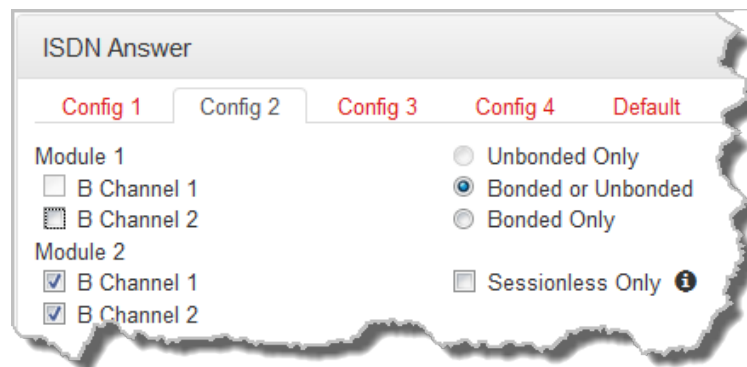 ISDN Answer
Config 1 Config 2 Config 3 Config 4 Default
Module 1
B Channel 1
B Channel 2
Module 2
B Channel 1
B Channel 2
Unbonded Only
Bonded or Unbonded
Bonded Only
Sessionless Only